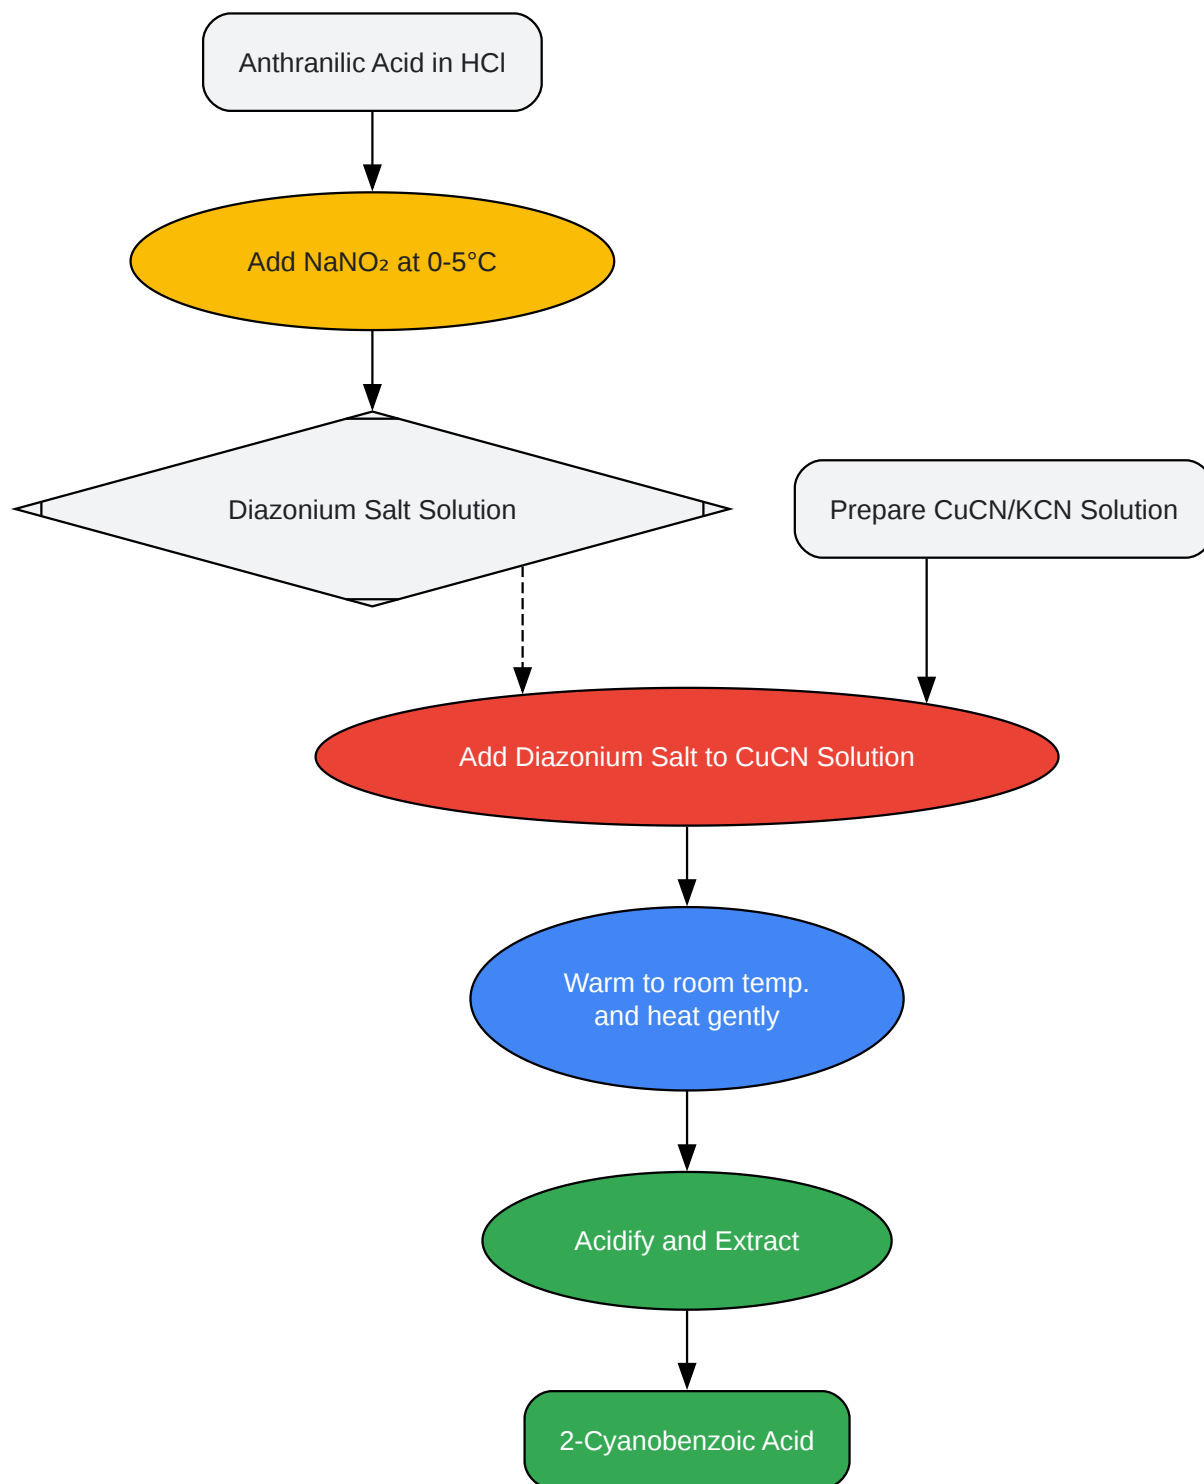 Anthranilic Acid in HCl
Add NaNO₂ at 0-5°C
Diazonium Salt Solution
Prepare CuCN/KCN Solution
Add Diazonium Salt to CuCN Solution
Warm to room temp.
and heat gently
Acidify and Extract
2-Cyanobenzoic Acid